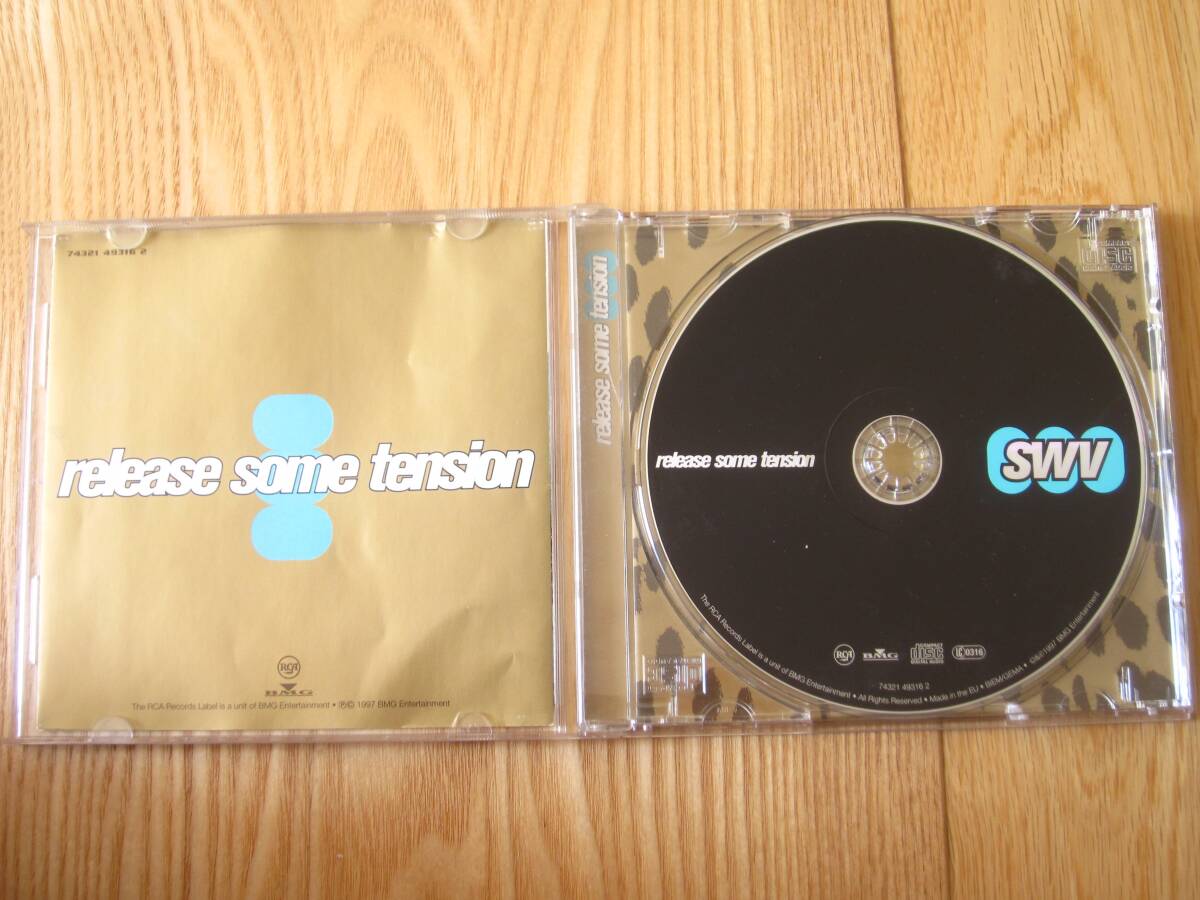 74321 49316 2
release some tension
RCA
BMG
The RCA Records Label is a unit of BMG Entertainment • ℗© 1997 BMG Entertainment
release some tension
COMPACT
disc
DIGITAL AUDIO
release some tension
SWV
RCA
BMG
COMPACT
disc
DIGITAL AUDIO
LC 0316
74321 49316 2
The RCA Records Label is a unit of BMG Entertainment • All Rights Reserved • Made in the EU • BIEM/GEMA • ℗©1997 BMG Entertainment